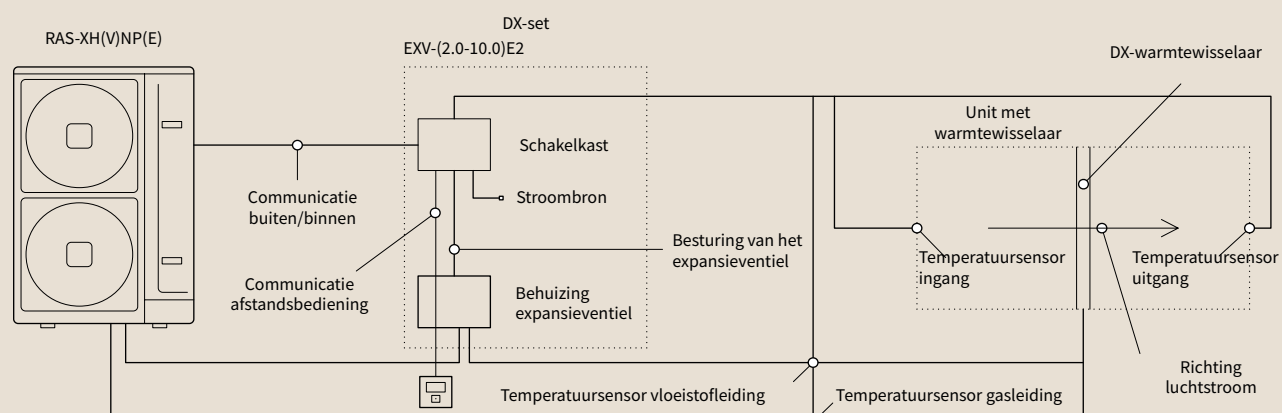 DX-set
RAS-XH(V)NP(E)
EXV-(2.0-10.0)E2
DX-warmtewisselaar
Unit met
warmtewisselaar
Schakelkast
Communicatie
buiten/binnen
Stroombron
Besturing van het
expansieventiel
Temperatuursensor
ingang
Temperatuursensor
uitgang
Communicatie
afstandsbediening
Behuizing
expansieventiel
Richting
luchtstroom
Temperatuursensor vloeistofleiding
Temperatuursensor gasleiding